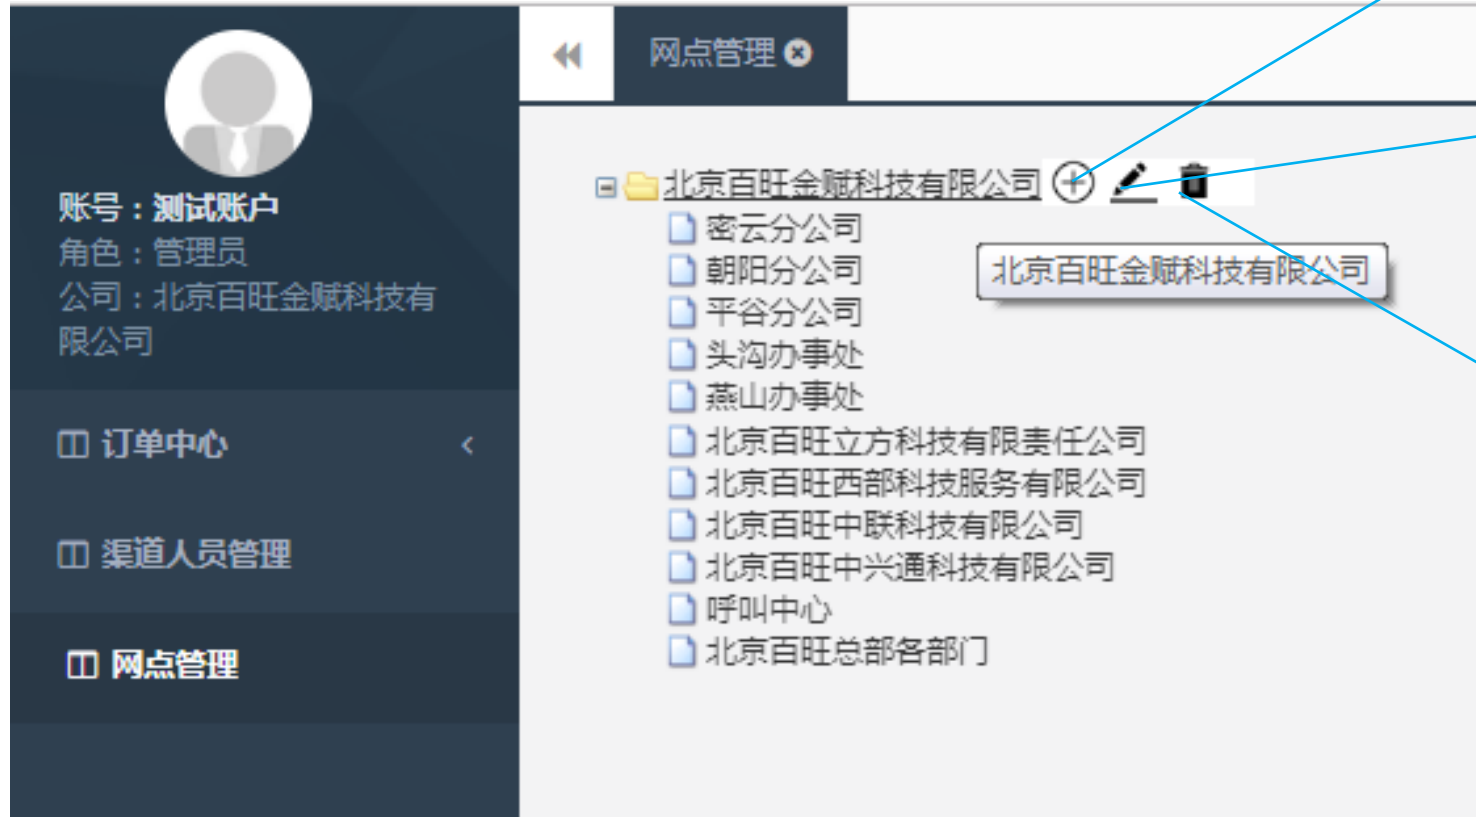 网点管理
账号：测试账户
角色：管理员
公司：北京百旺金赋科技有
限公司
订单中心
渠道人员管理
网点管理
北京百旺金赋科技有限公司
密云分公司
朝阳分公司
平谷分公司
头沟办事处
燕山办事处
北京百旺立方科技有限责任公司
北京百旺西部科技服务有限公司
北京百旺中联科技有限公司
北京百旺中兴通科技有限公司
呼叫中心
北京百旺总部各部门
北京百旺金赋科技有限公司